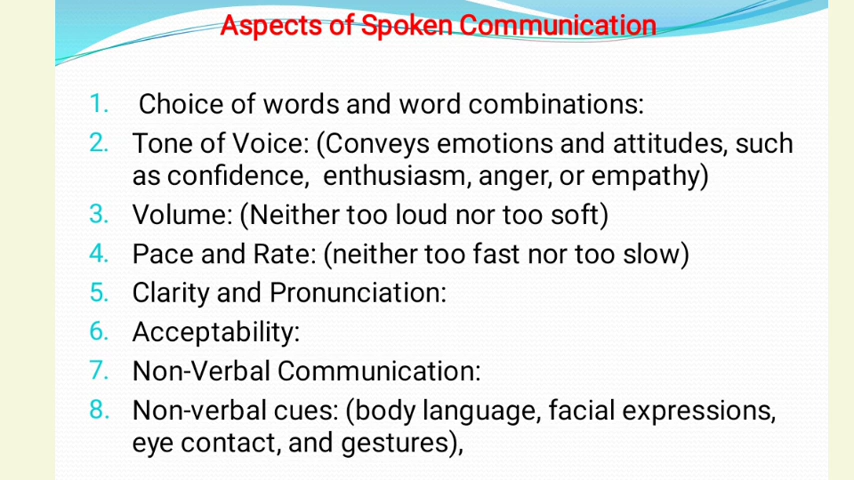 Aspects of Spoken Communication
1. Choice of words and word combinations:
2. Tone of Voice: (Conveys emotions and attitudes, such
as confidence, enthusiasm, anger, or empathy)
3. Volume: (Neither too loud nor too soft)
4. Pace and Rate: (neither too fast nor too slow)
5. Clarity and Pronunciation:
6. Acceptability:
7. Non-Verbal Communication:
8. Non-verbal cues: (body language, facial expressions,
eye contact, and gestures),